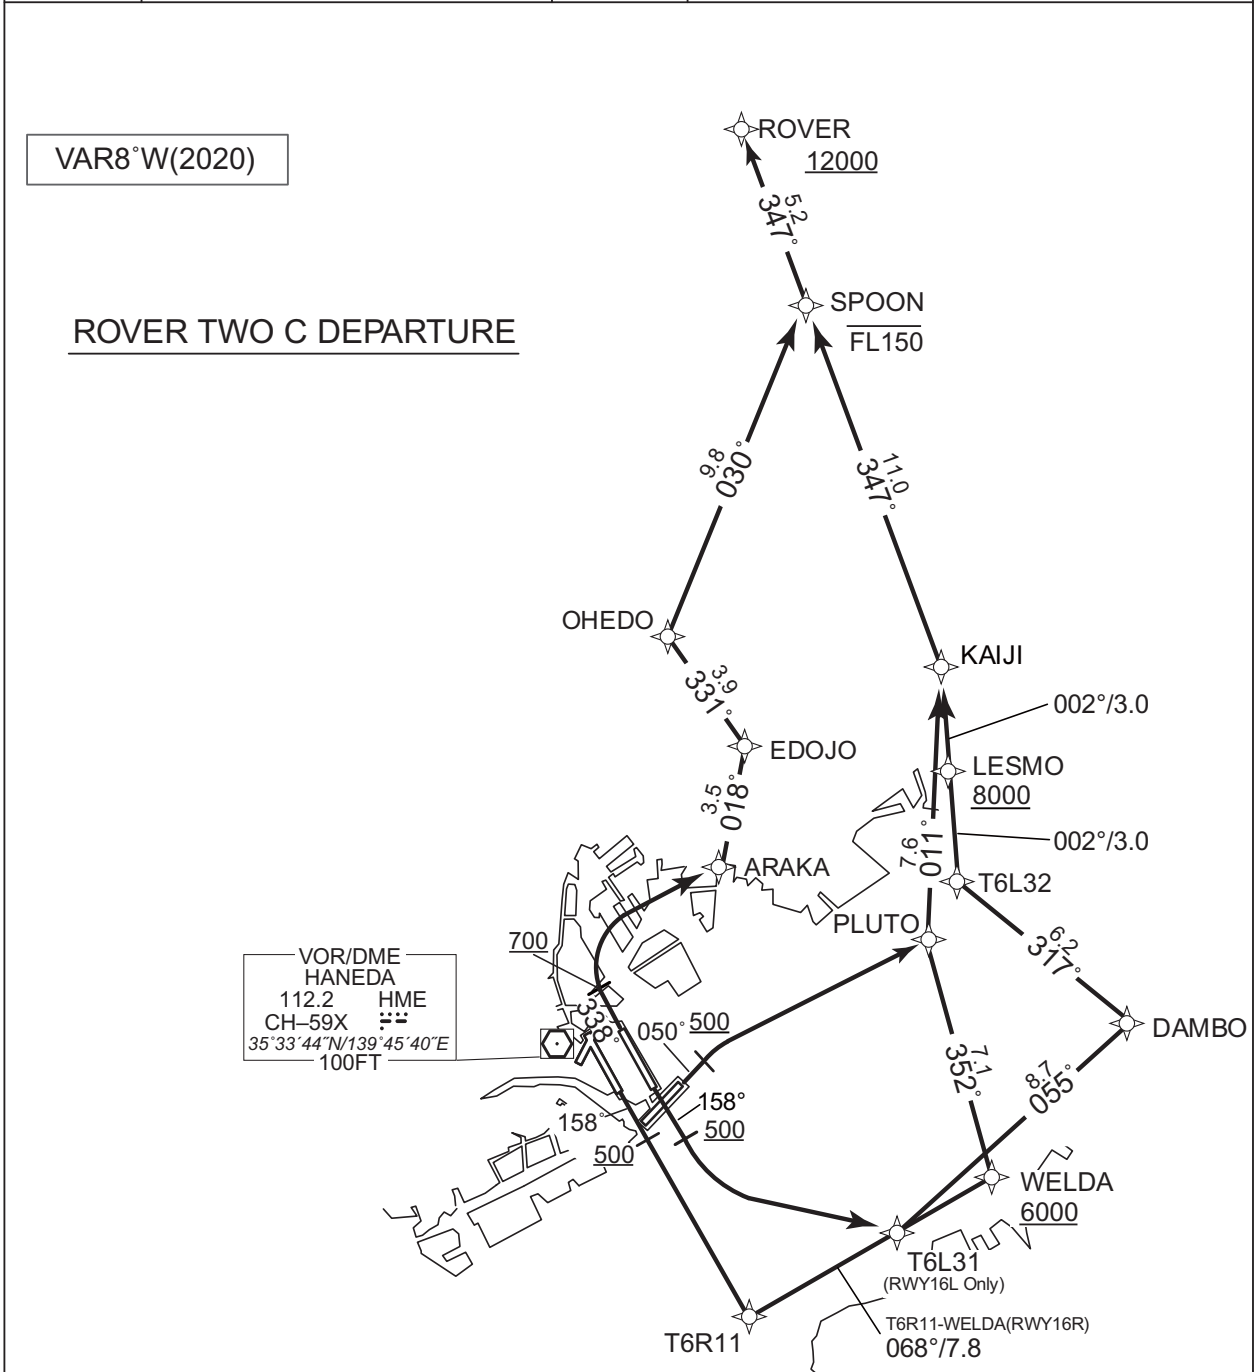 ROVER
12000
VAR8°W(2020)
5.2
347°
SPOON
FL150
ROVER TWO C DEPARTURE
9.8
030°
11.0
347°
OHEDO
KAIJI
3.9
331°
002°/3.0
EDOJO
LESMO
8000
3.5
018°
002°/3.0
7.6
011°
ARAKA
T6L32
PLUTO
700
6.2
317°
VOR/DME
HANEDA
112.2 HME
CH–59X
35°33′44″N/139°45′40″E
100FT
338°
050° 500
DAMBO
7.1
352°
8.7
055°
158°
158°
500
500
WELDA
6000
T6L31
(RWY16L Only)
T6R11
T6R11-WELDA(RWY16R)
068°/7.8